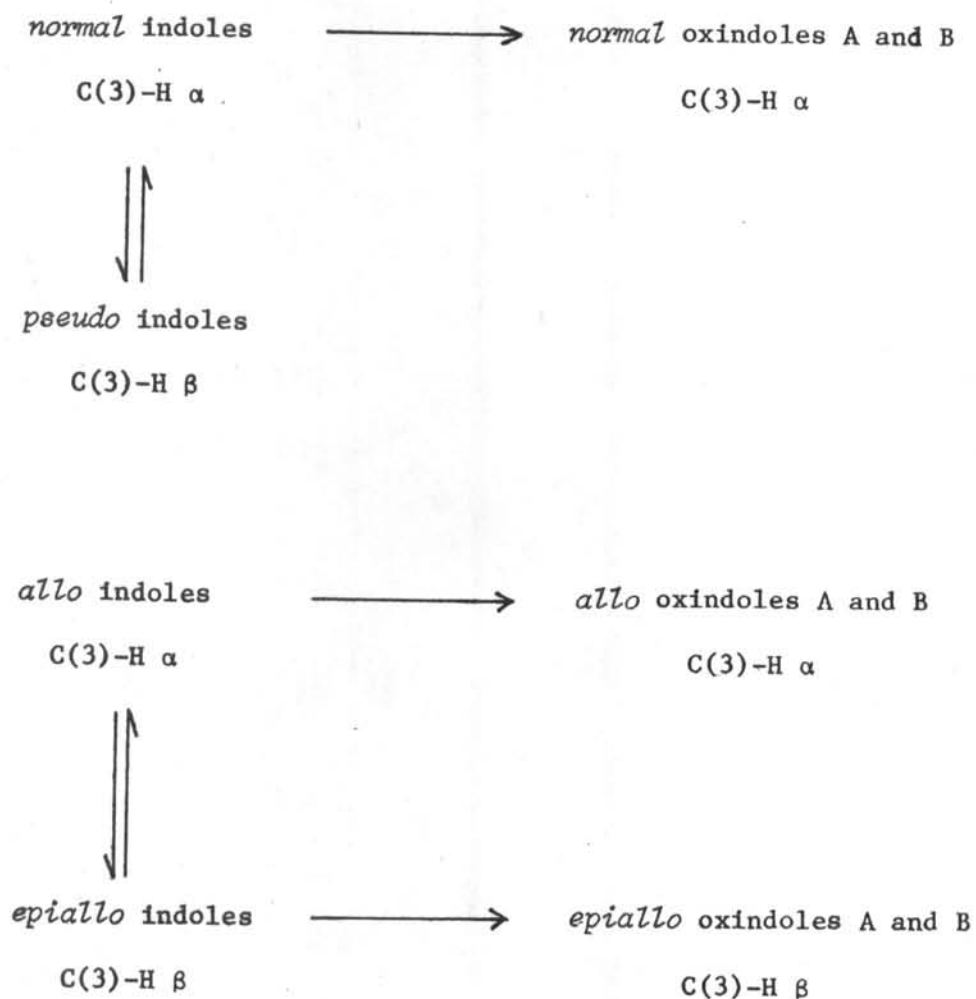 normal indoles ⟶ normal oxindoles A and B
C(3)-H α C(3)-H α
pseudo indoles
C(3)-H β
allo indoles ⟶ allo oxindoles A and B
C(3)-H α C(3)-H α
epiallo indoles ⟶ epiallo oxindoles A and B
C(3)-H β C(3)-H β